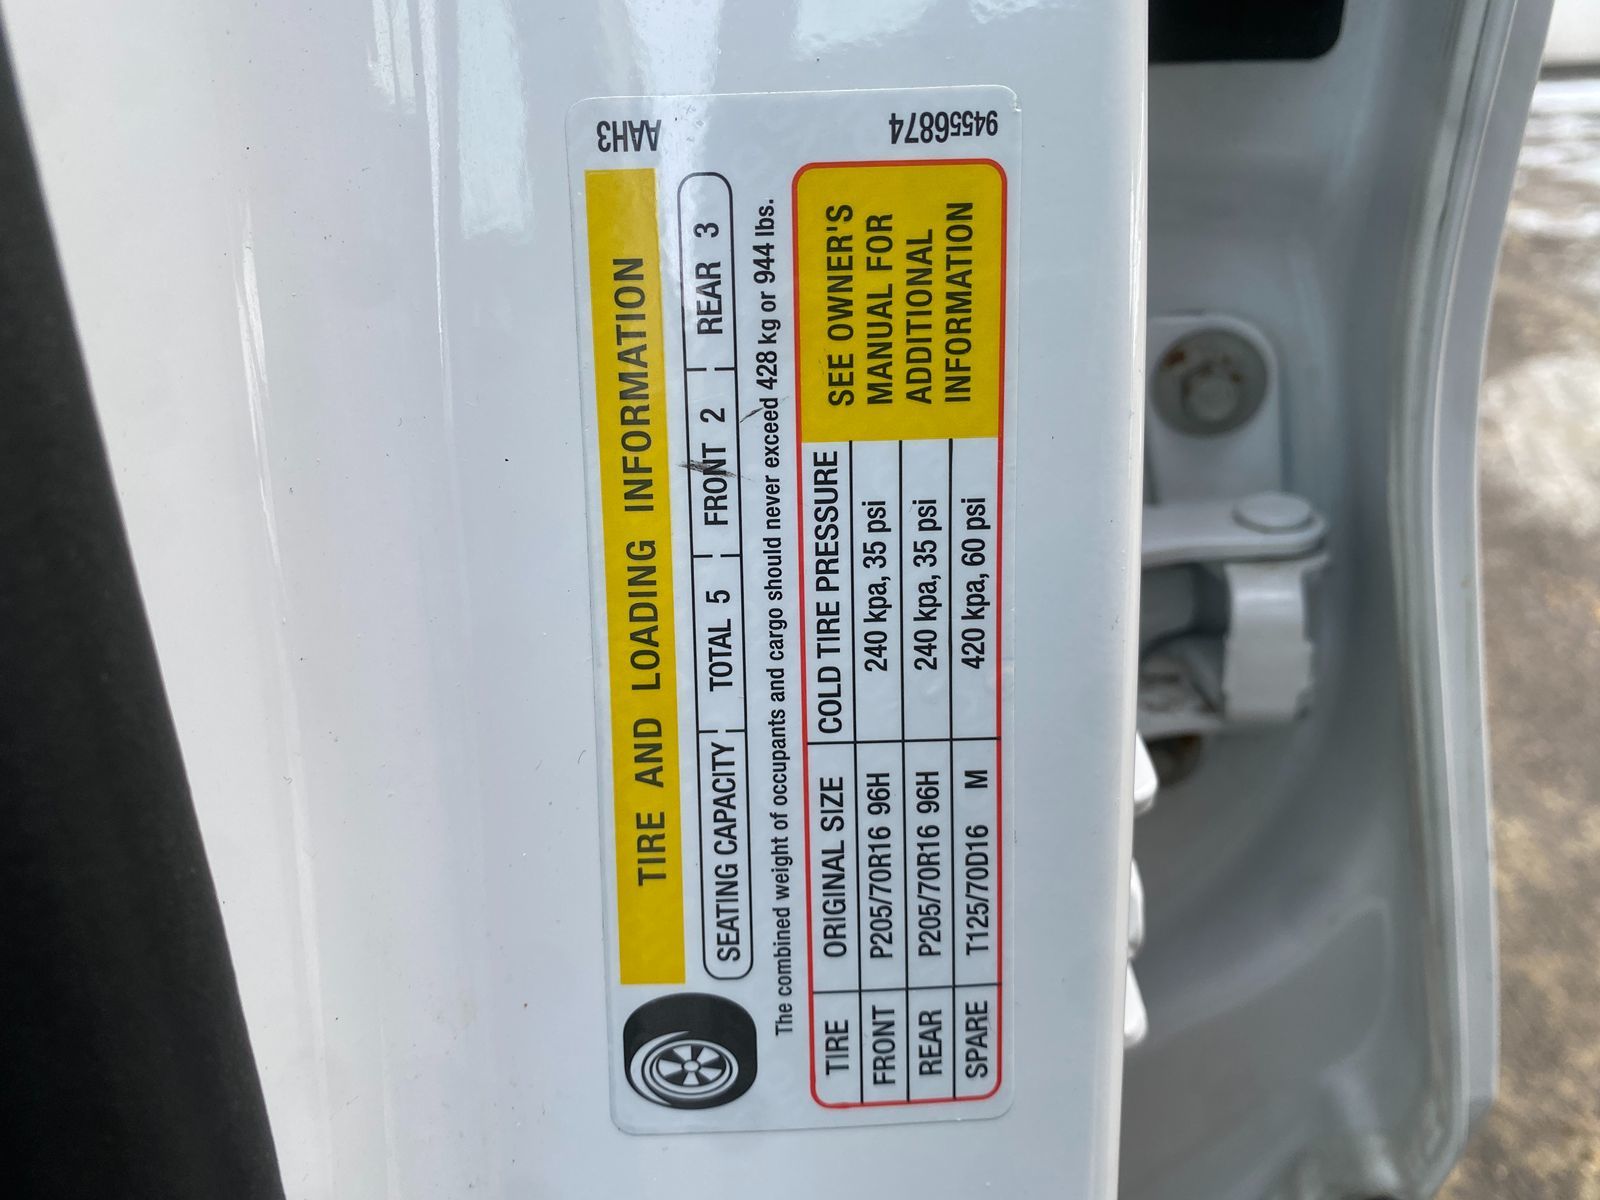 TIRE AND LOADING INFORMATION
SEATING CAPACITY TOTAL 5 FRONT 2 REAR 3
The combined weight of occupants and cargo should never exceed 428 kg or 944 lbs.
TIRE ORIGINAL SIZE COLD TIRE PRESSURE
FRONT P205/70R16 96H 240 kpa, 35 psi
REAR P205/70R16 96H 240 kpa, 35 psi
SPARE T125/70D16 M 420 kpa, 60 psi
SEE OWNER'S
MANUAL FOR
ADDITIONAL
INFORMATION
AAH3
94556874